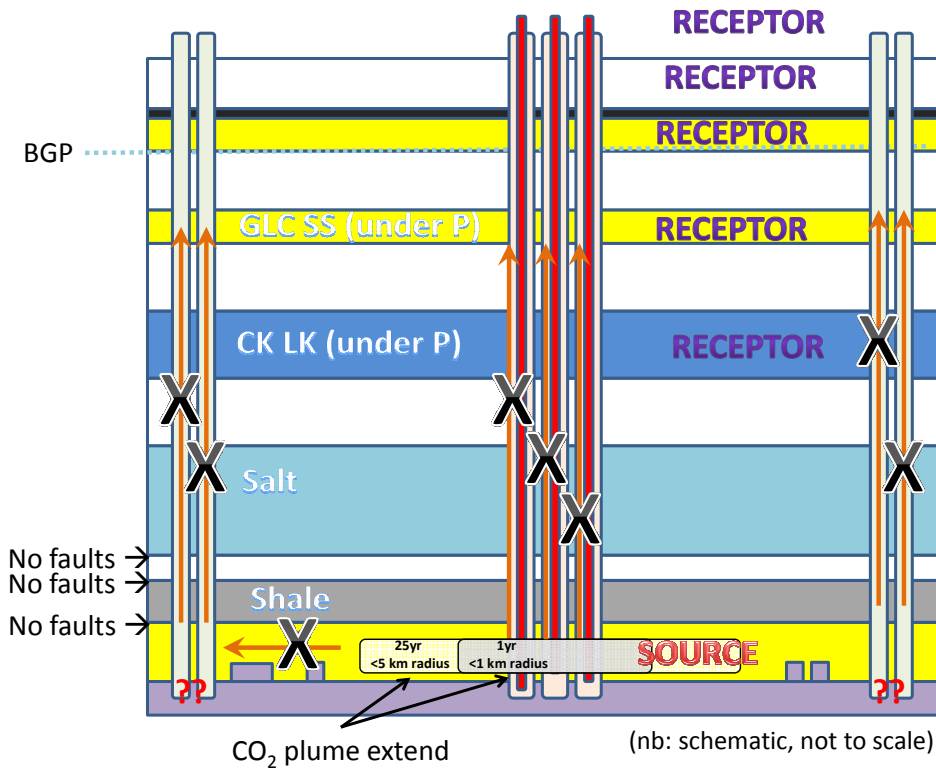 RECEPTOR
RECEPTOR
RECEPTOR
BGP
GLC SS (under P)
RECEPTOR
CK LK (under P)
RECEPTOR
X
X
X
X
X
X
X
Salt
No faults →
No faults →
Shale
No faults →
X
25yr
<5 km radius
1yr
<1 km radius
SOURCE
??
??
CO₂ plume extend
(nb: schematic, not to scale)